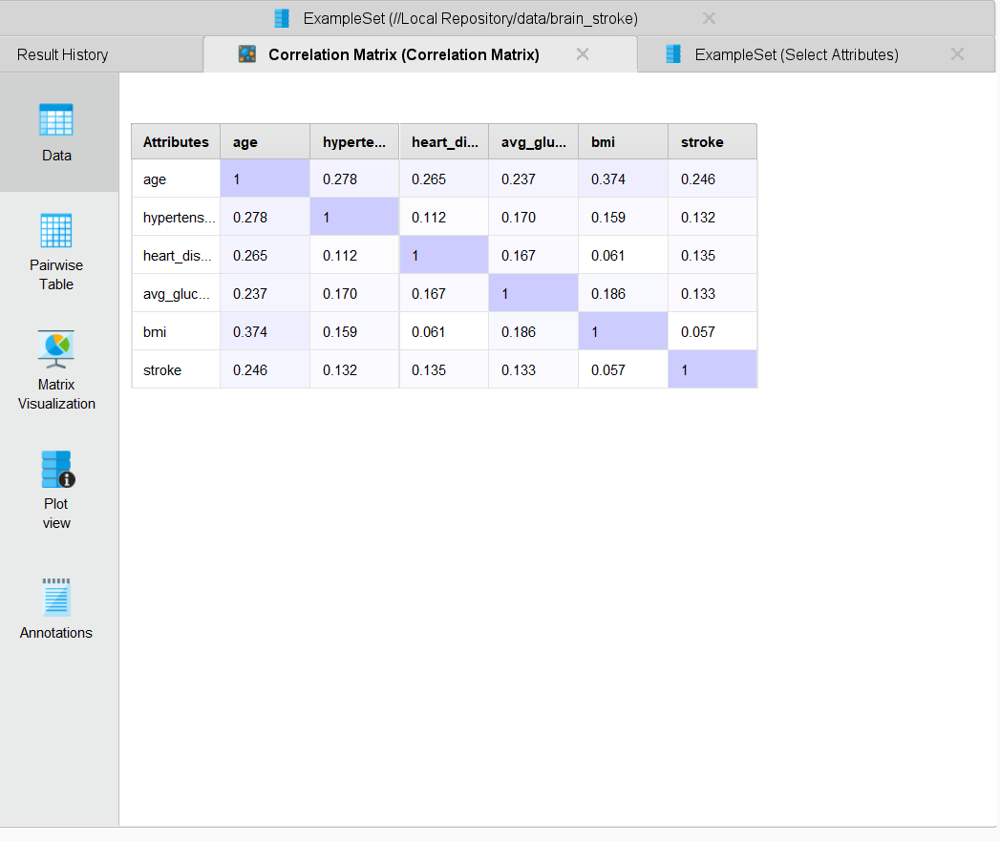 ExampleSet (//Local Repository/data/brain_stroke)
Result History
Correlation Matrix (Correlation Matrix)
ExampleSet (Select Attributes)
Data
Pairwise
Table
Matrix
Visualization
Plot
view
Annotations
Attributes age hyperte... heart_di... avg_glu... bmi stroke
age 1 0.278 0.265 0.237 0.374 0.246
hypertens... 0.278 1 0.112 0.170 0.159 0.132
heart_dis... 0.265 0.112 1 0.167 0.061 0.135
avg_gluc... 0.237 0.170 0.167 1 0.186 0.133
bmi 0.374 0.159 0.061 0.186 1 0.057
stroke 0.246 0.132 0.135 0.133 0.057 1